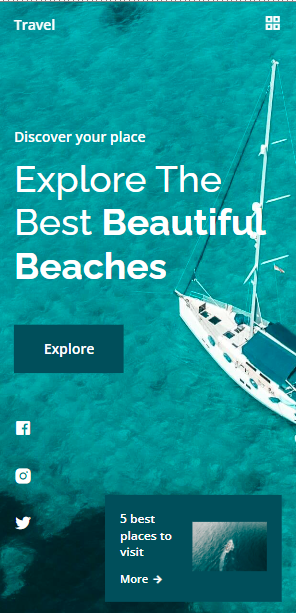 Travel
Discover your place
Explore The
Best Beautiful
Beaches
Explore
5 best
places to
visit
More →